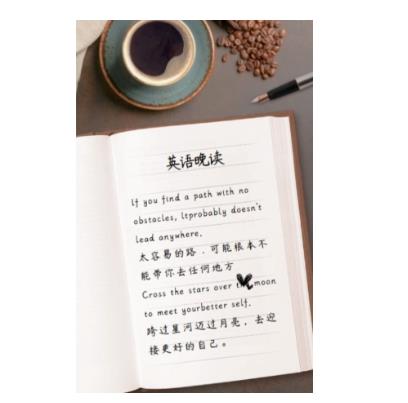 英语晚读
If you find a path with no
obstacles, ltprobably doesn't
lead anywhere.
太容易的路．可能根本不
能带你去任何地方
Cross the stars over moon
to meet yourbetter self.
跨过星河迈过月亮，去迎
接更好的自己。